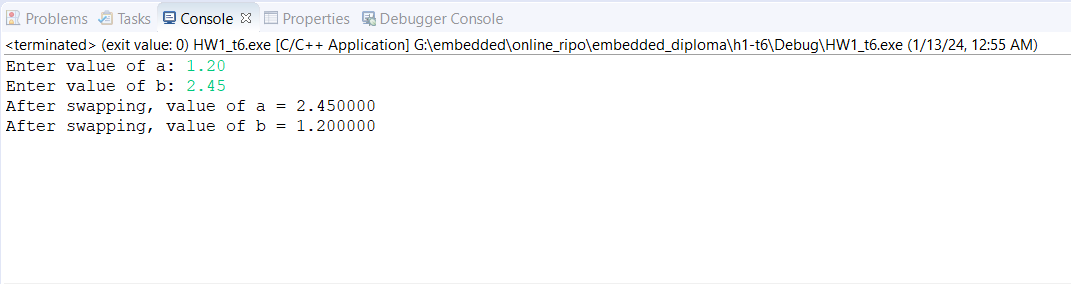 Problems Tasks Console Properties Debugger Console
<terminated> (exit value: 0) HW1_t6.exe [C/C++ Application] G:\embedded\online_ripo\embedded_diploma\h1-t6\Debug\HW1_t6.exe (1/13/24, 12:55 AM)
Enter value of a: 1.20
Enter value of b: 2.45
After swapping, value of a = 2.450000
After swapping, value of b = 1.200000